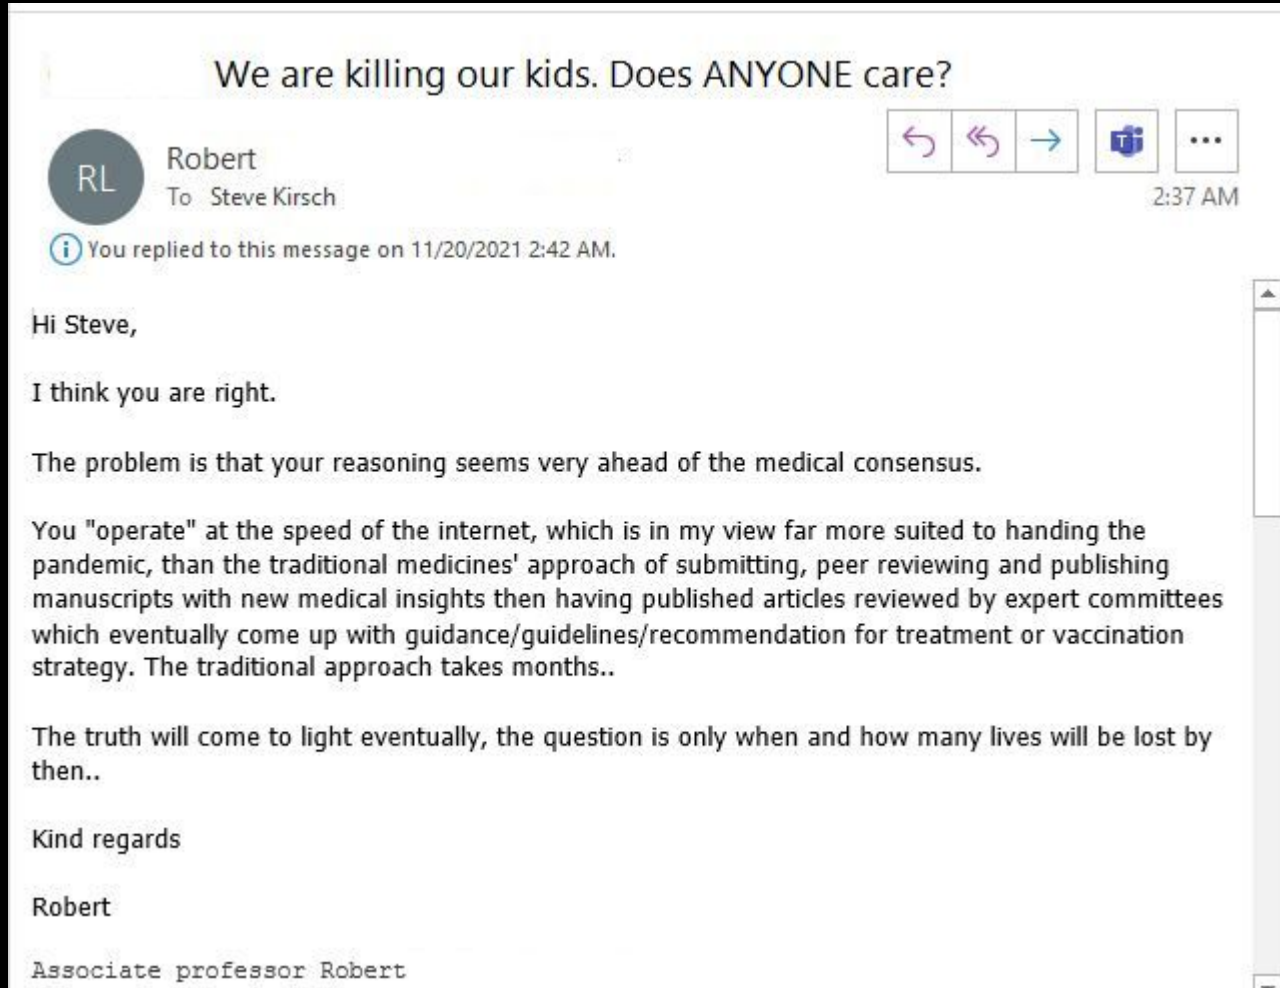 We are killing our kids. Does ANYONE care?
RL
Robert
To Steve Kirsch
T
2:37 AM
i You replied to this message on 11/20/2021 2:42 AM.
Hi Steve,
I think you are right.
The problem is that your reasoning seems very ahead of the medical consensus.
You "operate" at the speed of the internet, which is in my view far more suited to handing the
pandemic, than the traditional medicines' approach of submitting, peer reviewing and publishing
manuscripts with new medical insights then having published articles reviewed by expert committees
which eventually come up with guidance/guidelines/recommendation for treatment or vaccination
strategy. The traditional approach takes months..
The truth will come to light eventually, the question is only when and how many lives will be lost by
then..
Kind regards
Robert
Associate professor Robert